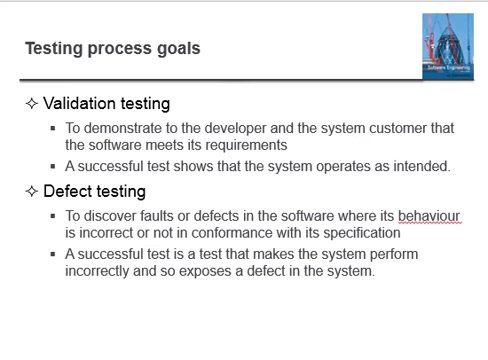 Testing process goals
Software Engineering
✧ Validation testing
▪ To demonstrate to the developer and the system customer that
the software meets its requirements
▪ A successful test shows that the system operates as intended.
✧ Defect testing
▪ To discover faults or defects in the software where its behaviour
is incorrect or not in conformance with its specification
▪ A successful test is a test that makes the system perform
incorrectly and so exposes a defect in the system.